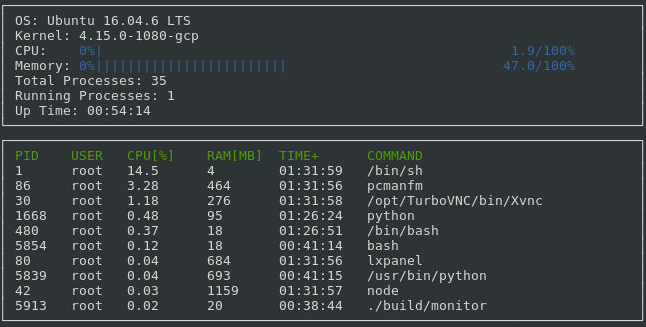 OS: Ubuntu 16.04.6 LTS
Kernel: 4.15.0-1080-gcp
CPU: 0%| 1.9/100%
Memory: 0%|||||||||||||||||||||||| 47.0/100%
Total Processes: 35
Running Processes: 1
Up Time: 00:54:14
PID USER CPU[%] RAM[MB] TIME+ COMMAND
1 root 14.5 4 01:31:59 /bin/sh
86 root 3.28 464 01:31:56 pcmanfm
30 root 1.18 276 01:31:58 /opt/TurboVNC/bin/Xvnc
1668 root 0.48 95 01:26:24 python
480 root 0.37 18 01:26:51 /bin/bash
5854 root 0.12 18 00:41:14 bash
80 root 0.04 684 01:31:56 lxpanel
5839 root 0.04 693 00:41:15 /usr/bin/python
42 root 0.03 1159 01:31:57 node
5913 root 0.02 20 00:38:44 ./build/monitor